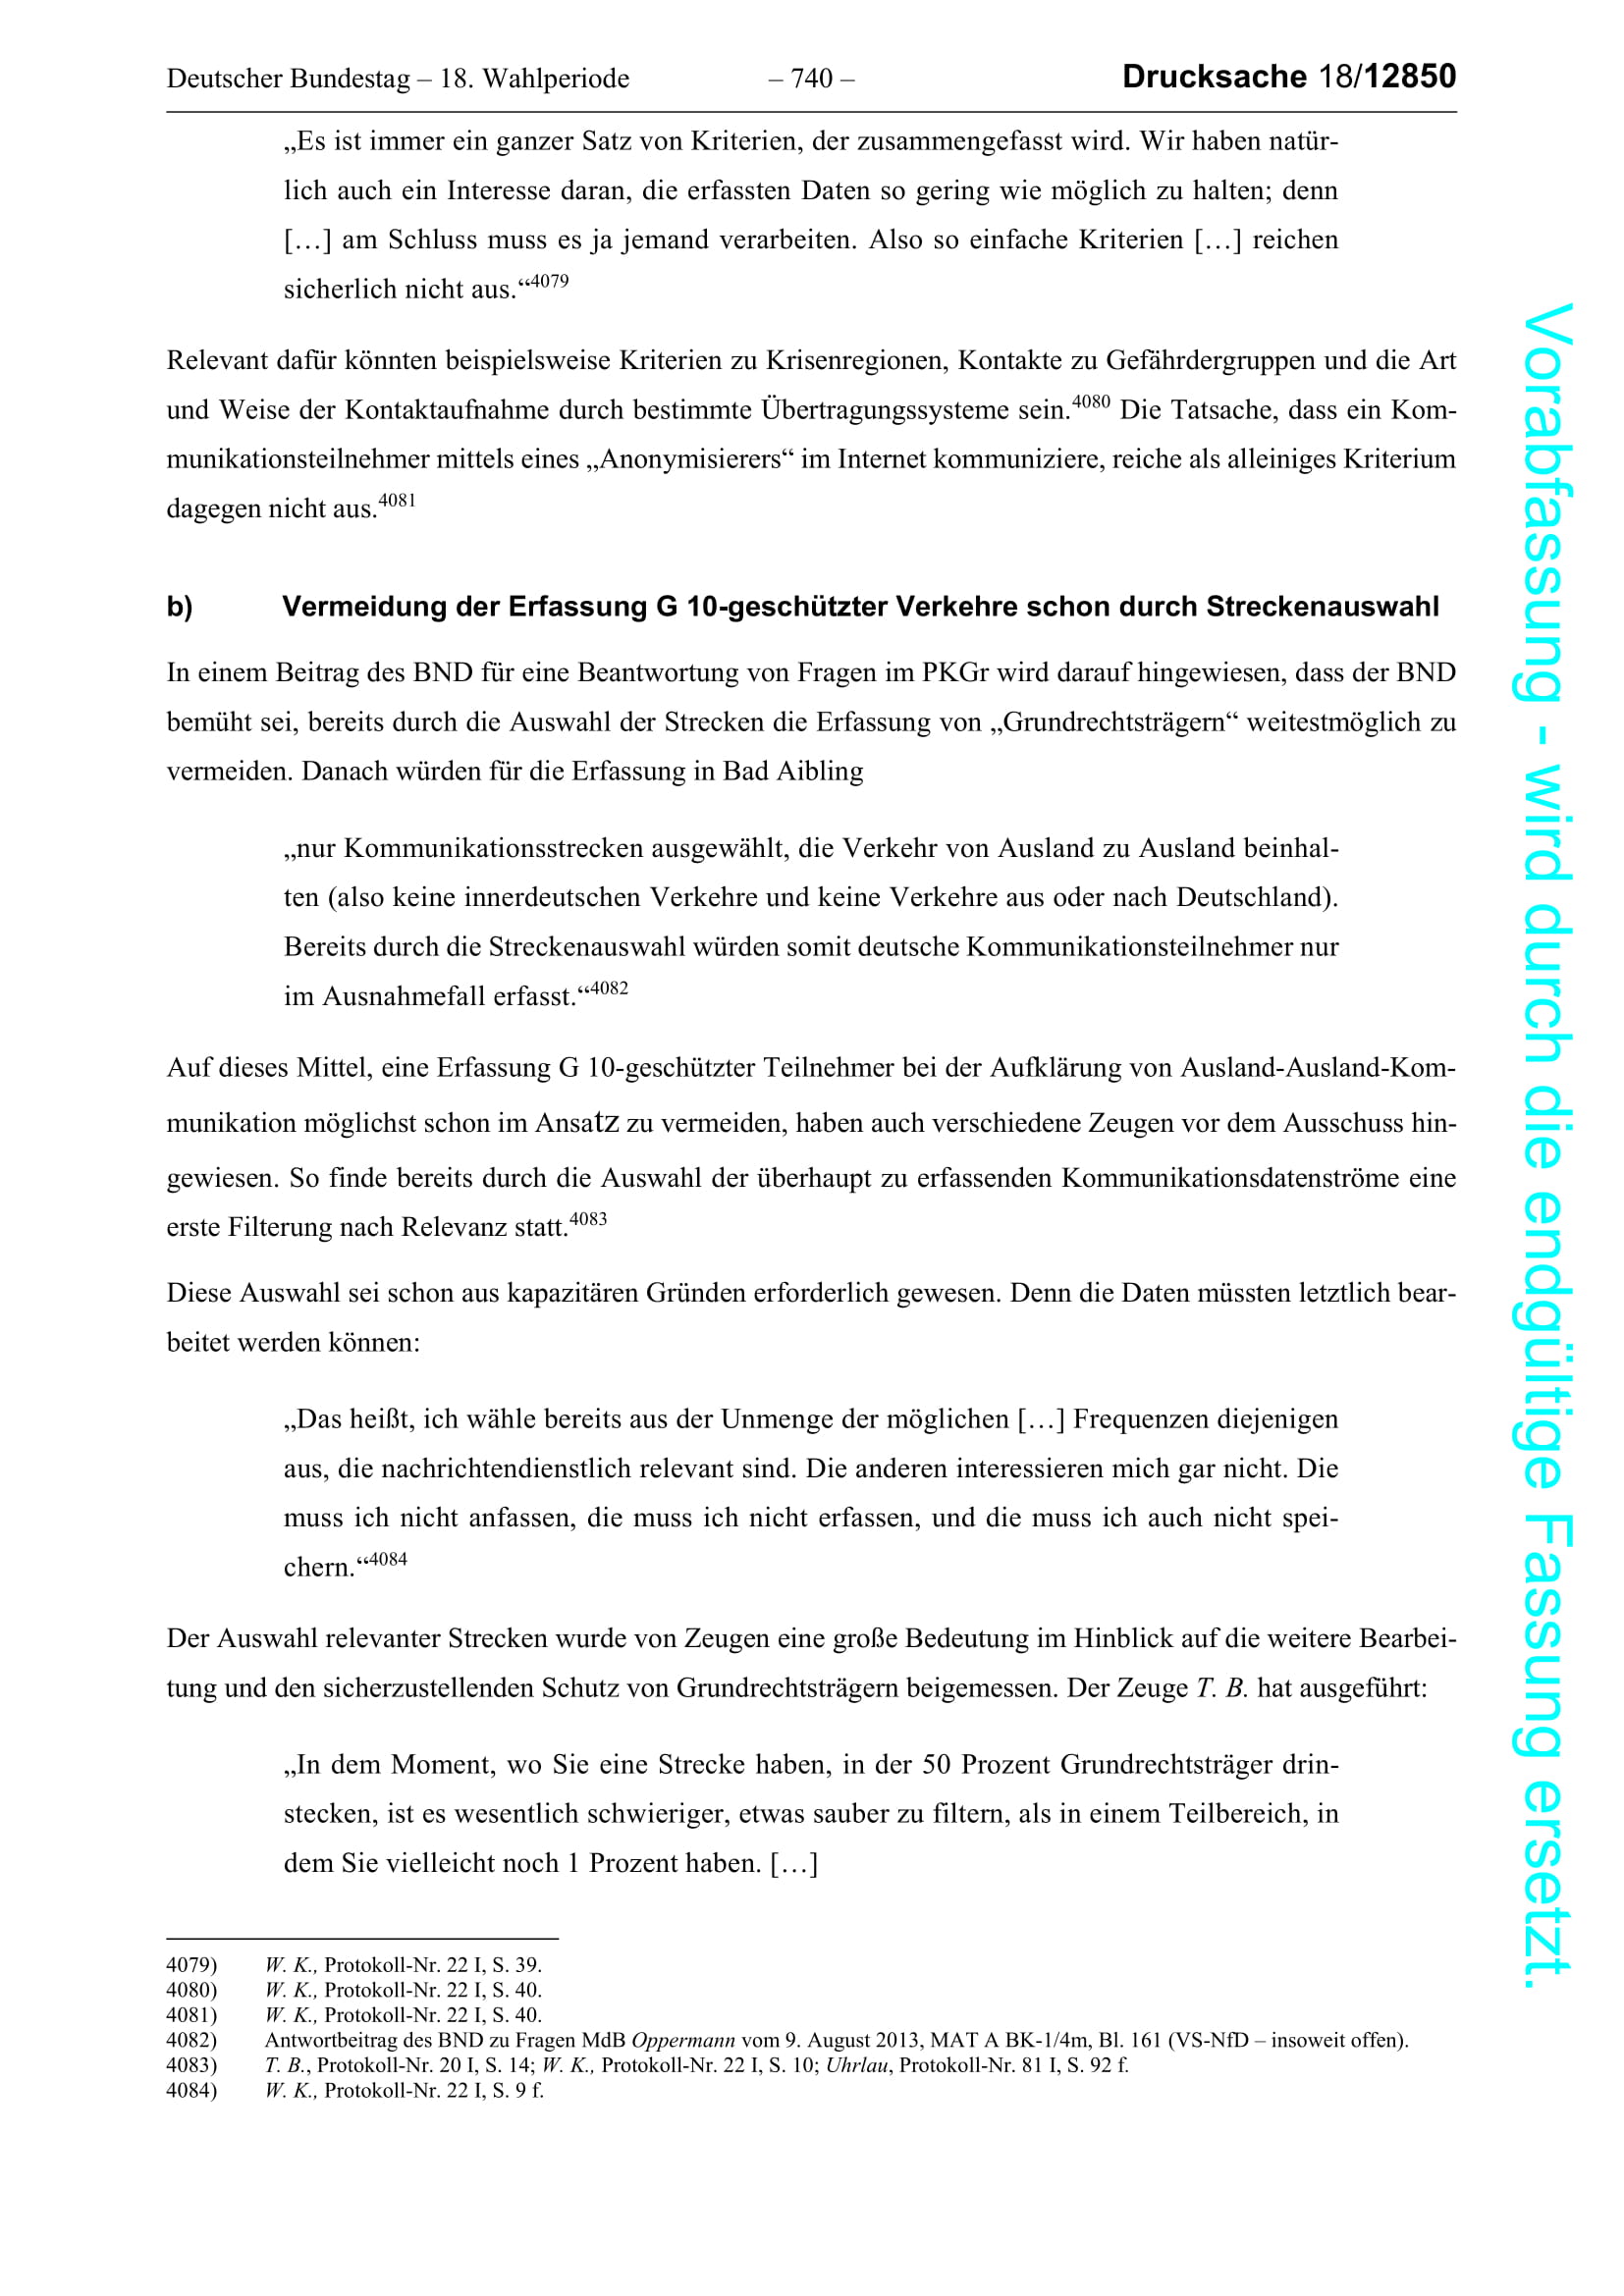 Deutscher Bundestag – 18. Wahlperiode – 740 – Drucksache 18/12850
„Es ist immer ein ganzer Satz von Kriterien, der zusammengefasst wird. Wir haben natür-
lich auch ein Interesse daran, die erfassten Daten so gering wie möglich zu halten; denn
[…] am Schluss muss es ja jemand verarbeiten. Also so einfache Kriterien […] reichen
sicherlich nicht aus.“4079
Relevant dafür könnten beispielsweise Kriterien zu Krisenregionen, Kontakte zu Gefährdergruppen und die Art
und Weise der Kontaktaufnahme durch bestimmte Übertragungssysteme sein.4080 Die Tatsache, dass ein Kom-
munikationsteilnehmer mittels eines „Anonymisierers“ im Internet kommuniziere, reiche als alleiniges Kriterium
dagegen nicht aus.4081
b) Vermeidung der Erfassung G 10-geschützter Verkehre schon durch Streckenauswahl
In einem Beitrag des BND für eine Beantwortung von Fragen im PKGr wird darauf hingewiesen, dass der BND
bemüht sei, bereits durch die Auswahl der Strecken die Erfassung von „Grundrechtsträgern“ weitestmöglich zu
vermeiden. Danach würden für die Erfassung in Bad Aibling
„nur Kommunikationsstrecken ausgewählt, die Verkehr von Ausland zu Ausland beinhal-
ten (also keine innerdeutschen Verkehre und keine Verkehre aus oder nach Deutschland).
Bereits durch die Streckenauswahl würden somit deutsche Kommunikationsteilnehmer nur
im Ausnahmefall erfasst.“4082
Auf dieses Mittel, eine Erfassung G 10-geschützter Teilnehmer bei der Aufklärung von Ausland-Ausland-Kom-
munikation möglichst schon im Ansatz zu vermeiden, haben auch verschiedene Zeugen vor dem Ausschuss hin-
gewiesen. So finde bereits durch die Auswahl der überhaupt zu erfassenden Kommunikationsdatenströme eine
erste Filterung nach Relevanz statt.4083
Diese Auswahl sei schon aus kapazitären Gründen erforderlich gewesen. Denn die Daten müssten letztlich bear-
beitet werden können:
„Das heißt, ich wähle bereits aus der Unmenge der möglichen […] Frequenzen diejenigen
aus, die nachrichtendienstlich relevant sind. Die anderen interessieren mich gar nicht. Die
muss ich nicht anfassen, die muss ich nicht erfassen, und die muss ich auch nicht spei-
chern.“4084
Der Auswahl relevanter Strecken wurde von Zeugen eine große Bedeutung im Hinblick auf die weitere Bearbei-
tung und den sicherzustellenden Schutz von Grundrechtsträgern beigemessen. Der Zeuge T. B. hat ausgeführt:
„In dem Moment, wo Sie eine Strecke haben, in der 50 Prozent Grundrechtsträger drin-
stecken, ist es wesentlich schwieriger, etwas sauber zu filtern, als in einem Teilbereich, in
dem Sie vielleicht noch 1 Prozent haben. […]
4079) W. K., Protokoll-Nr. 22 I, S. 39.
4080) W. K., Protokoll-Nr. 22 I, S. 40.
4081) W. K., Protokoll-Nr. 22 I, S. 40.
4082) Antwortbeitrag des BND zu Fragen MdB Oppermann vom 9. August 2013, MAT A BK-1/4m, Bl. 161 (VS-NfD – insoweit offen).
4083) T. B., Protokoll-Nr. 20 I, S. 14; W. K., Protokoll-Nr. 22 I, S. 10; Uhrlau, Protokoll-Nr. 81 I, S. 92 f.
4084) W. K., Protokoll-Nr. 22 I, S. 9 f.
Vorabfassung - wird durch die endgültige Fassung ersetzt.